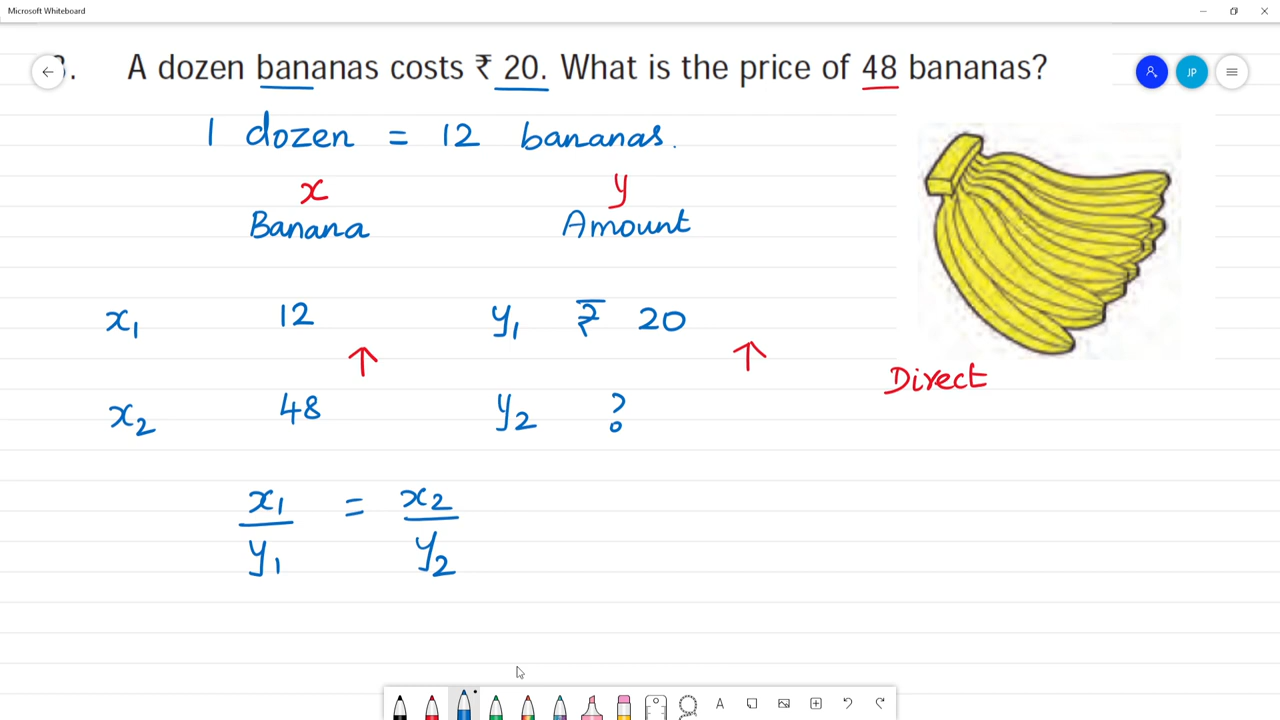 Microsoft Whiteboard
. A dozen bananas costs ₹ 20. What is the price of 48 bananas?
JP
1 dozen = 12 bananas.
x y
Banana Amount
x₁ 12 y₁ ₹ 20
Direct
x₂ 48 y₂ ?
x₁ = x₂
y₁ y₂
A